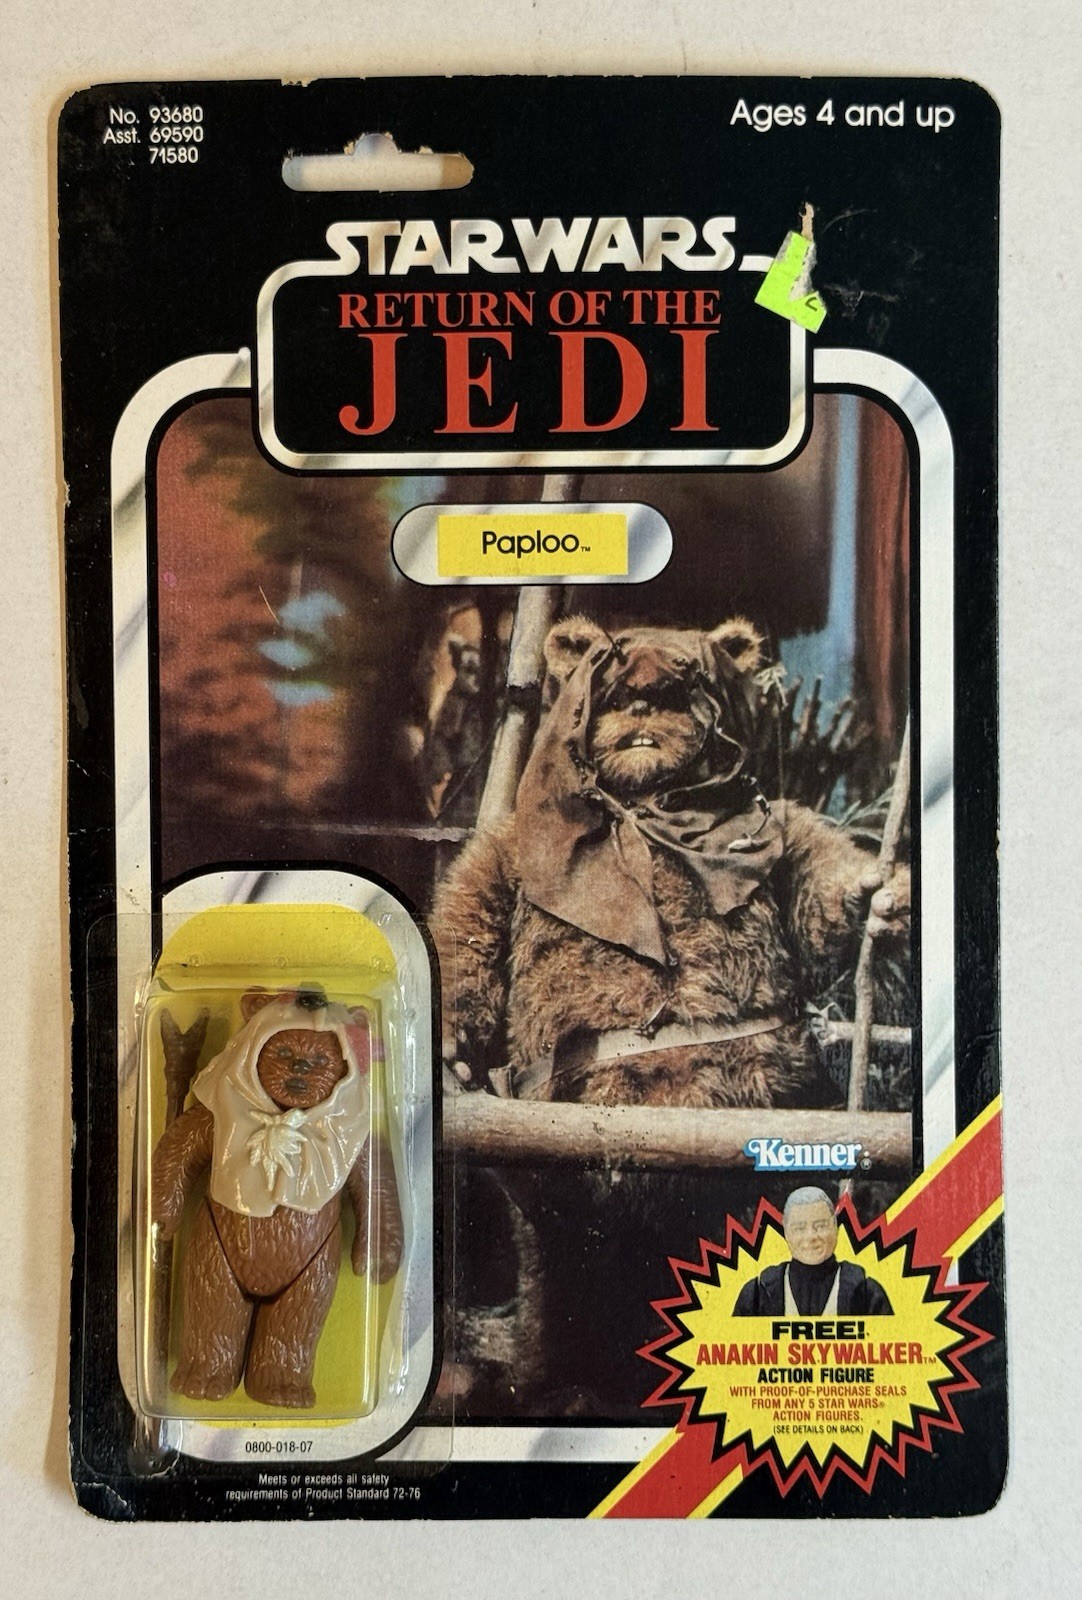 No. 93680
Asst. 69590
71580
Ages 4 and up
STAR WARS
RETURN OF THE
JEDI
Paploo™
Kenner®
FREE!
ANAKIN SKYWALKER™
ACTION FIGURE
WITH PROOF-OF-PURCHASE SEALS
FROM ANY 5 STAR WARS®
ACTION FIGURES.
(SEE DETAILS ON BACK)
0800-018-07
Meets or exceeds all safety
requirements of Product Standard 72-76